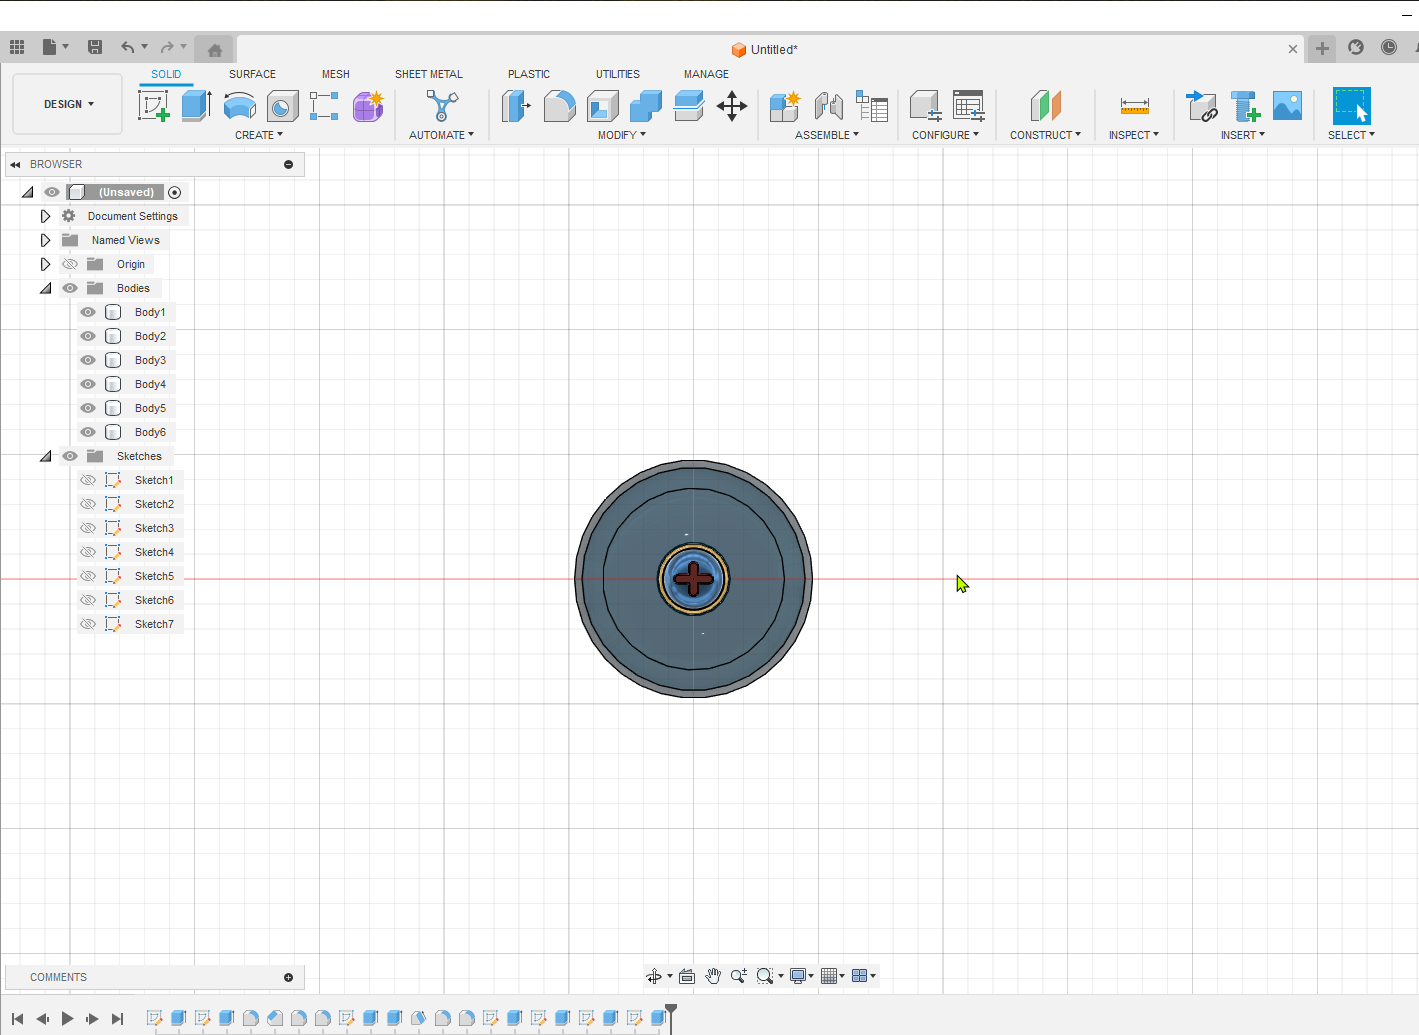 Untitled*
SOLID SURFACE MESH SHEET METAL PLASTIC UTILITIES MANAGE
DESIGN
CREATE AUTOMATE MODIFY ASSEMBLE CONFIGURE CONSTRUCT INSPECT INSERT SELECT
BROWSER
(Unsaved)
Document Settings
Named Views
Origin
Bodies
Body1
Body2
Body3
Body4
Body5
Body6
Sketches
Sketch1
Sketch2
Sketch3
Sketch4
Sketch5
Sketch6
Sketch7
COMMENTS